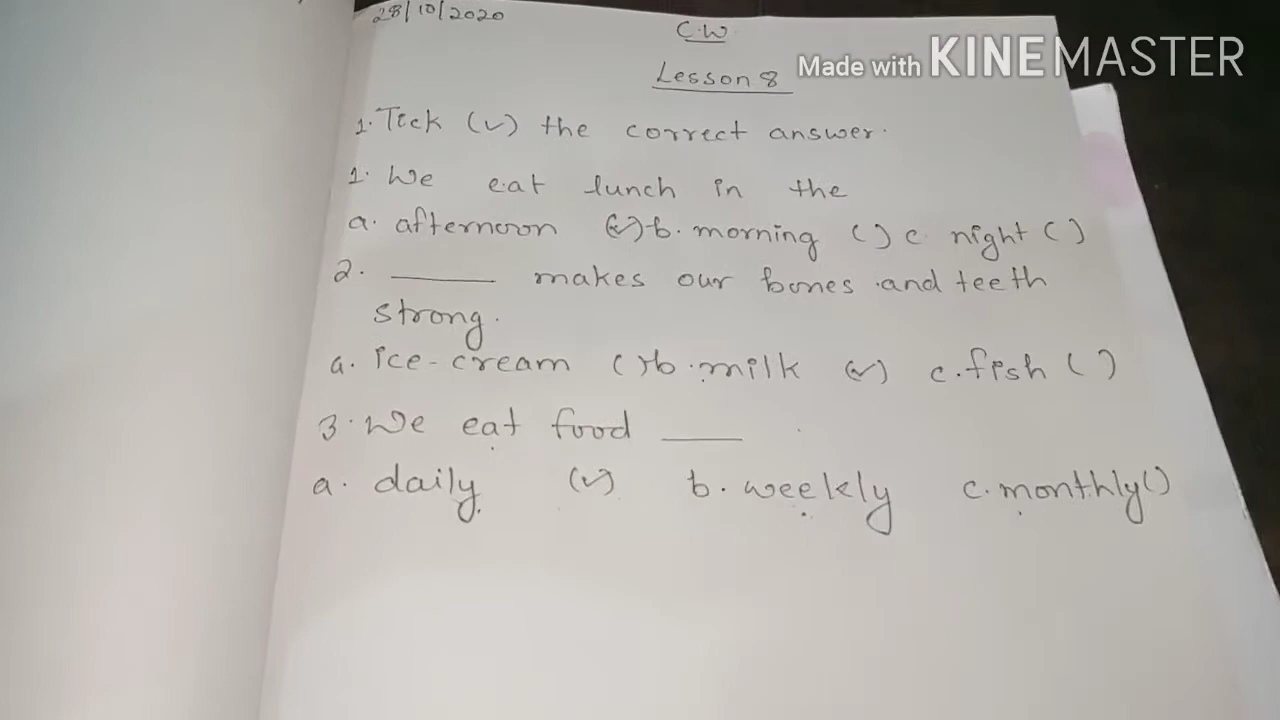 28/10/2020
C.W
Made with KINEMASTER
Lesson 8
1. Tick (✓) the correct answer.
1. We eat lunch in the
a. afternoon (✓) b. morning ( ) c. night ( )
2. ______ makes our bones and teeth
strong.
a. ice-cream ( ) b. milk (✓) c. fish ( )
3. We eat food ____
a. daily (✓) b. weekly c. monthly ( )